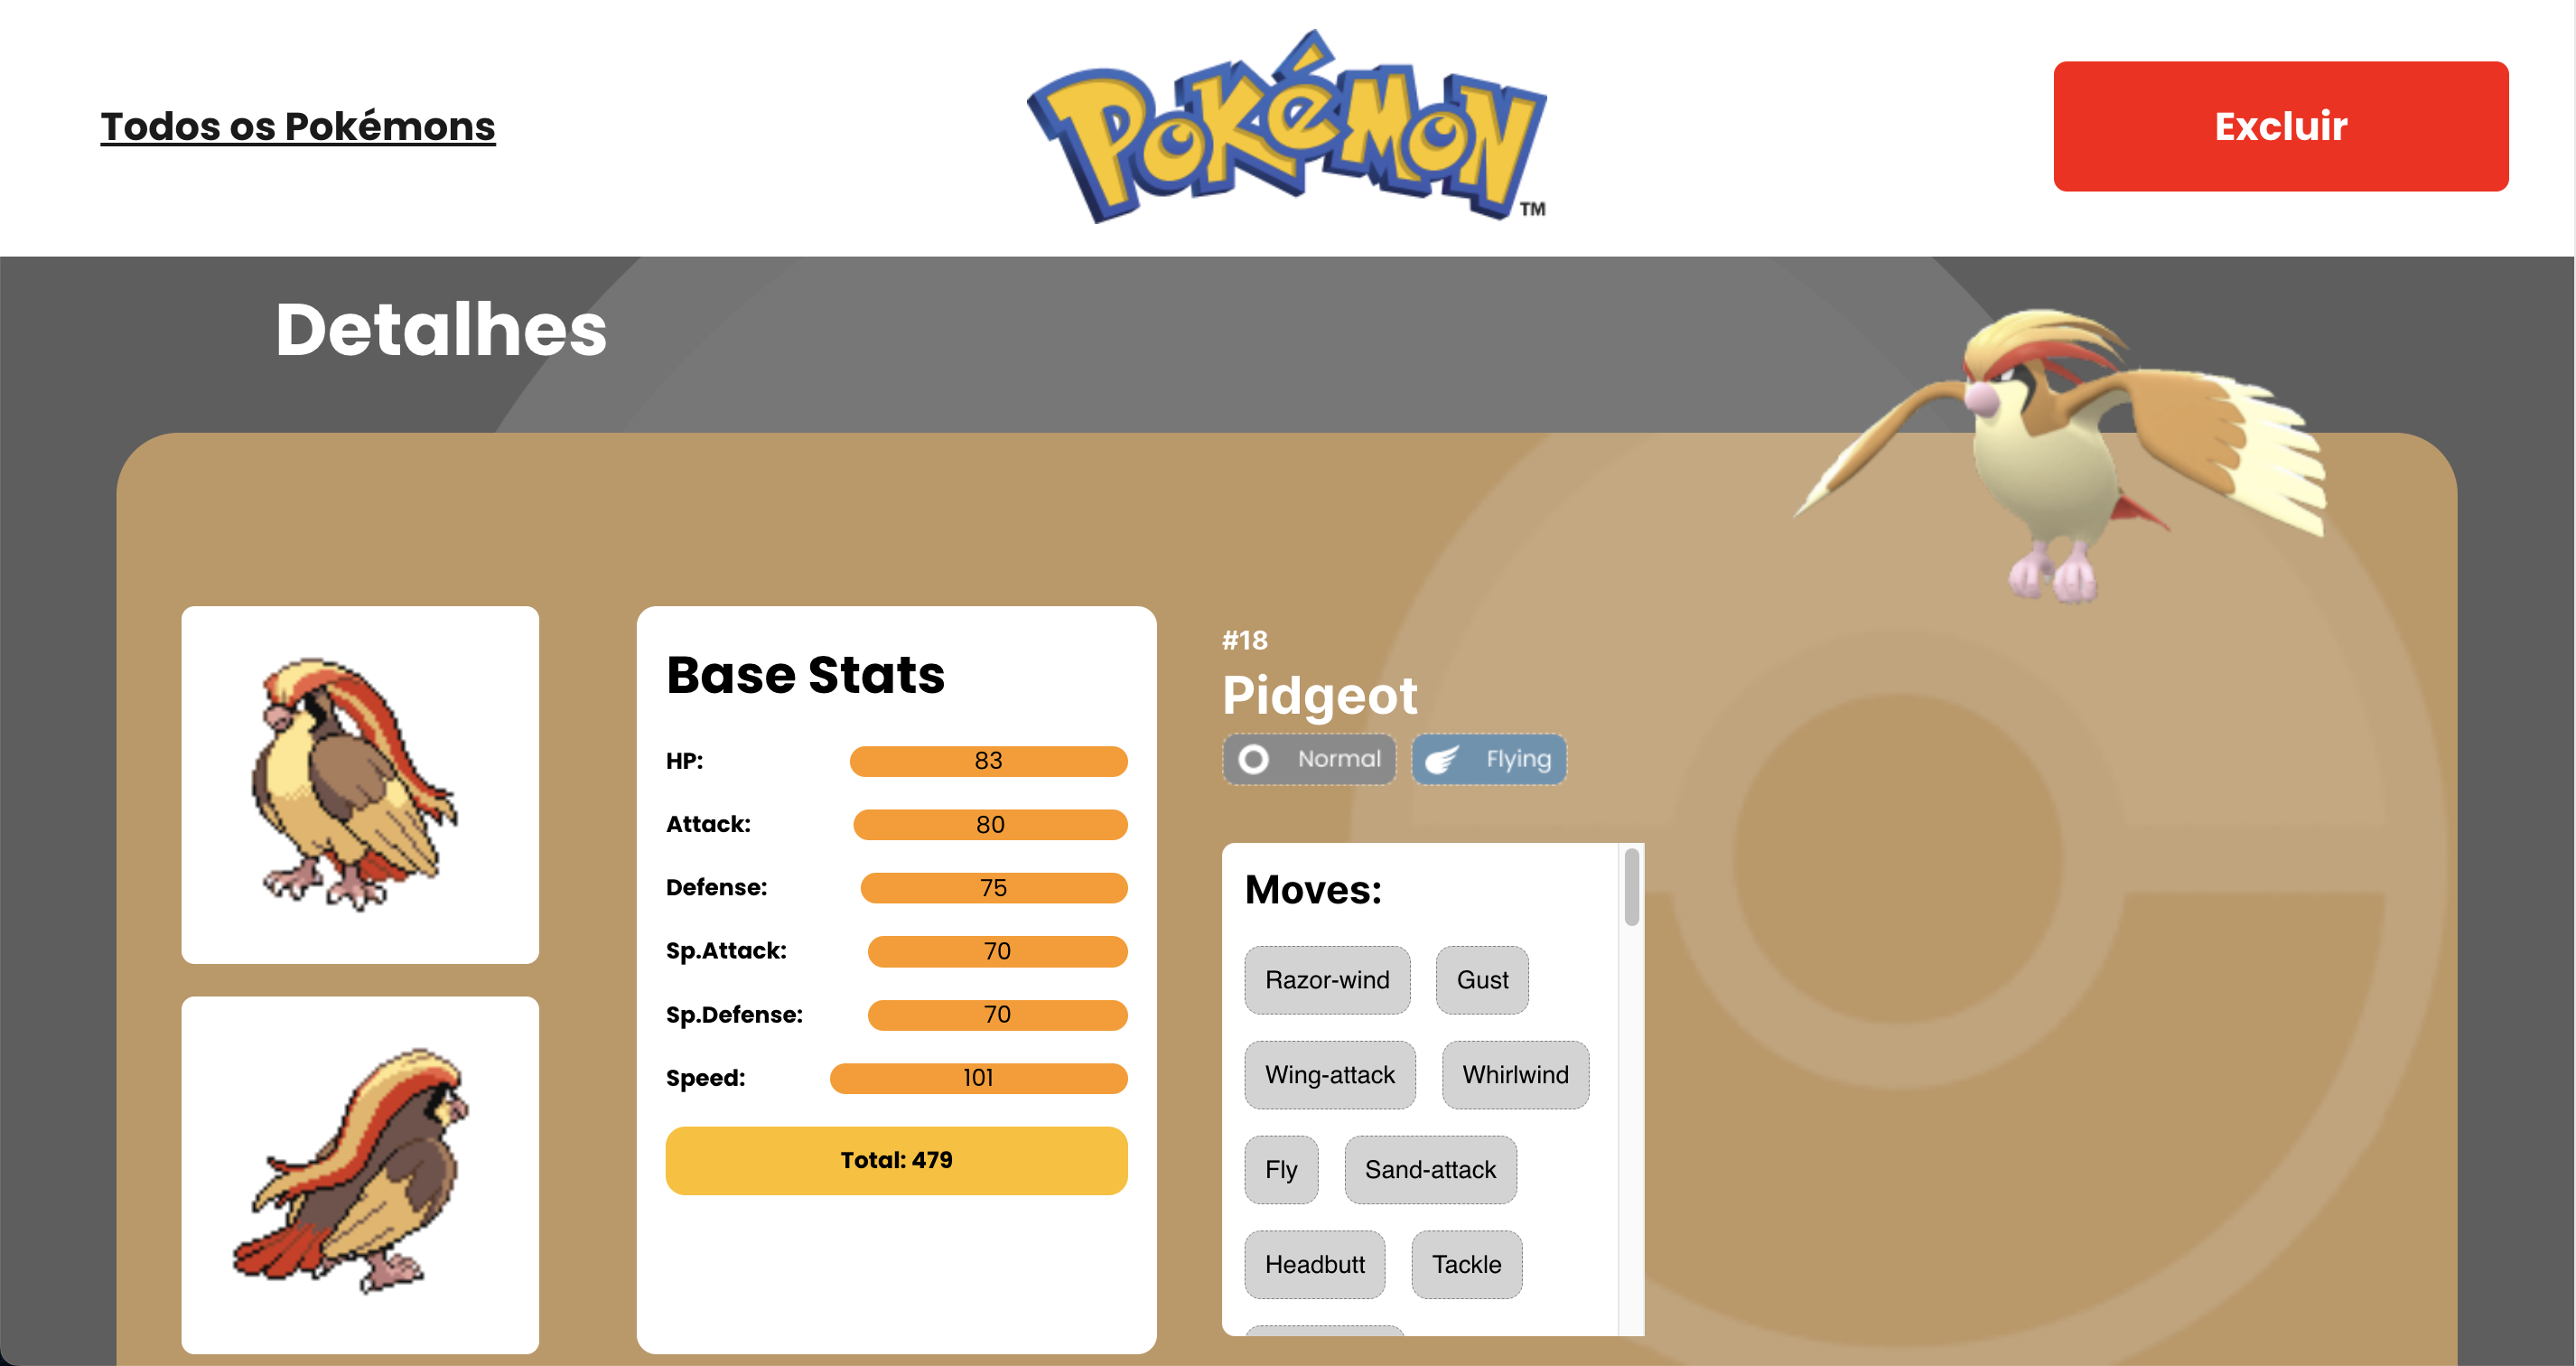 Todos os Pokémons
POKéMON
TM
Excluir
Detalhes
Base Stats
HP: 83
Attack: 80
Defense: 75
Sp.Attack: 70
Sp.Defense: 70
Speed: 101
Total: 479
#18
Pidgeot
Normal Flying
Moves:
Razor-wind Gust
Wing-attack Whirlwind
Fly Sand-attack
Headbutt Tackle